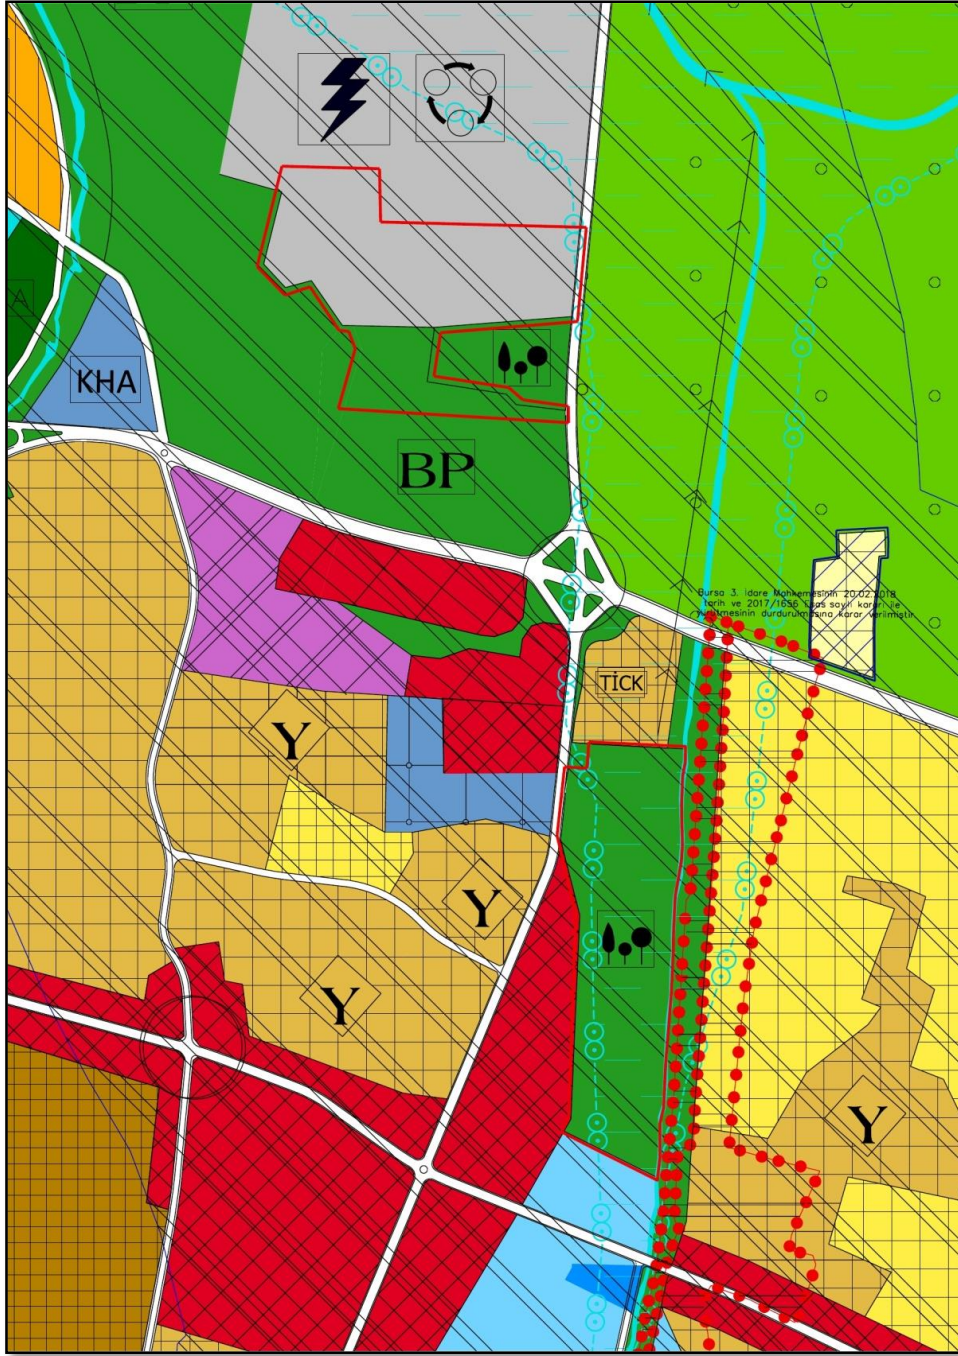 A
KHA
BP
Bursa 3. İdare Mahkemesinin 20.02.2018
tarih ve 2017/1656 Esas sayılı kararı ile
yürütmesinin durdurulmasına karar verilmiştir
TİCK
Y
Y
Y
Y